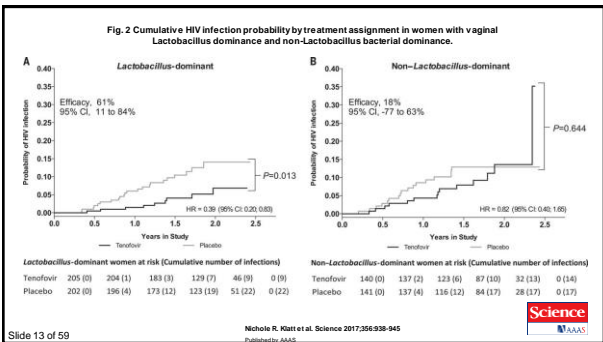 Fig. 2 Cumulative HIV infection probability by treatment assignment in women with vaginal
Lactobacillus dominance and non-Lactobacillus bacterial dominance.
A
Lactobacillus-dominant
Probability of HIV infection
0.40
0.35
0.30
0.25
0.20
0.15
0.10
0.05
0.00
Efficacy, 61%
95% CI, 11 to 84%
P=0.013
HR = 0.39 (95% CI: 0.20; 0.83)
0.0 0.5 1.0 1.5 2.0 2.5
Years in Study
Tenofovir Placebo
Lactobacillus-dominant women at risk (Cumulative number of infections)
Tenofovir 205 (0) 204 (1) 183 (3) 129 (7) 46 (9) 0 (9)
Placebo 202 (0) 196 (4) 173 (12) 123 (19) 51 (22) 0 (22)
B
Non–Lactobacillus-dominant
Probability of HIV infection
0.40
0.35
0.30
0.25
0.20
0.15
0.10
0.05
0.00
Efficacy, 18%
95% CI, -77 to 63%
P=0.644
HR = 0.82 (95% CI: 0.40; 1.65)
0.0 0.5 1.0 1.5 2.0 2.5
Years in Study
Tenofovir Placebo
Non-Lactobacillus-dominant women at risk (Cumulative number of infections)
Tenofovir 140 (0) 137 (2) 123 (6) 87 (10) 32 (13) 0 (14)
Placebo 141 (0) 137 (4) 116 (12) 84 (17) 28 (17) 0 (17)
Slide 13 of 59
Nichole R. Klatt et al. Science 2017;356:938-945
Published by AAAS
Science
AAAS